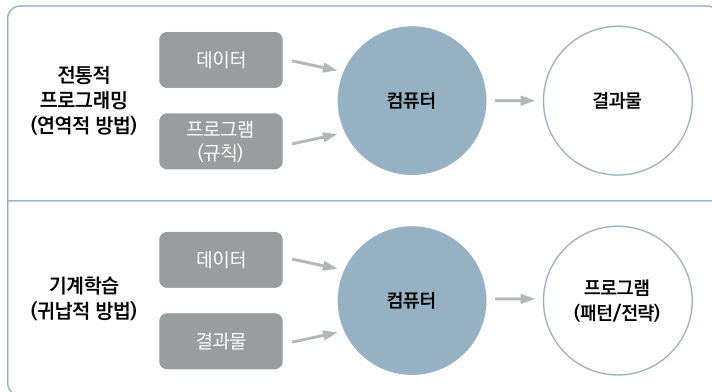 전통적
프로그래밍
(연역적 방법)
데이터
프로그램
(규칙)
컴퓨터
결과물
기계학습
(귀납적 방법)
데이터
결과물
컴퓨터
프로그램
(패턴/전략)